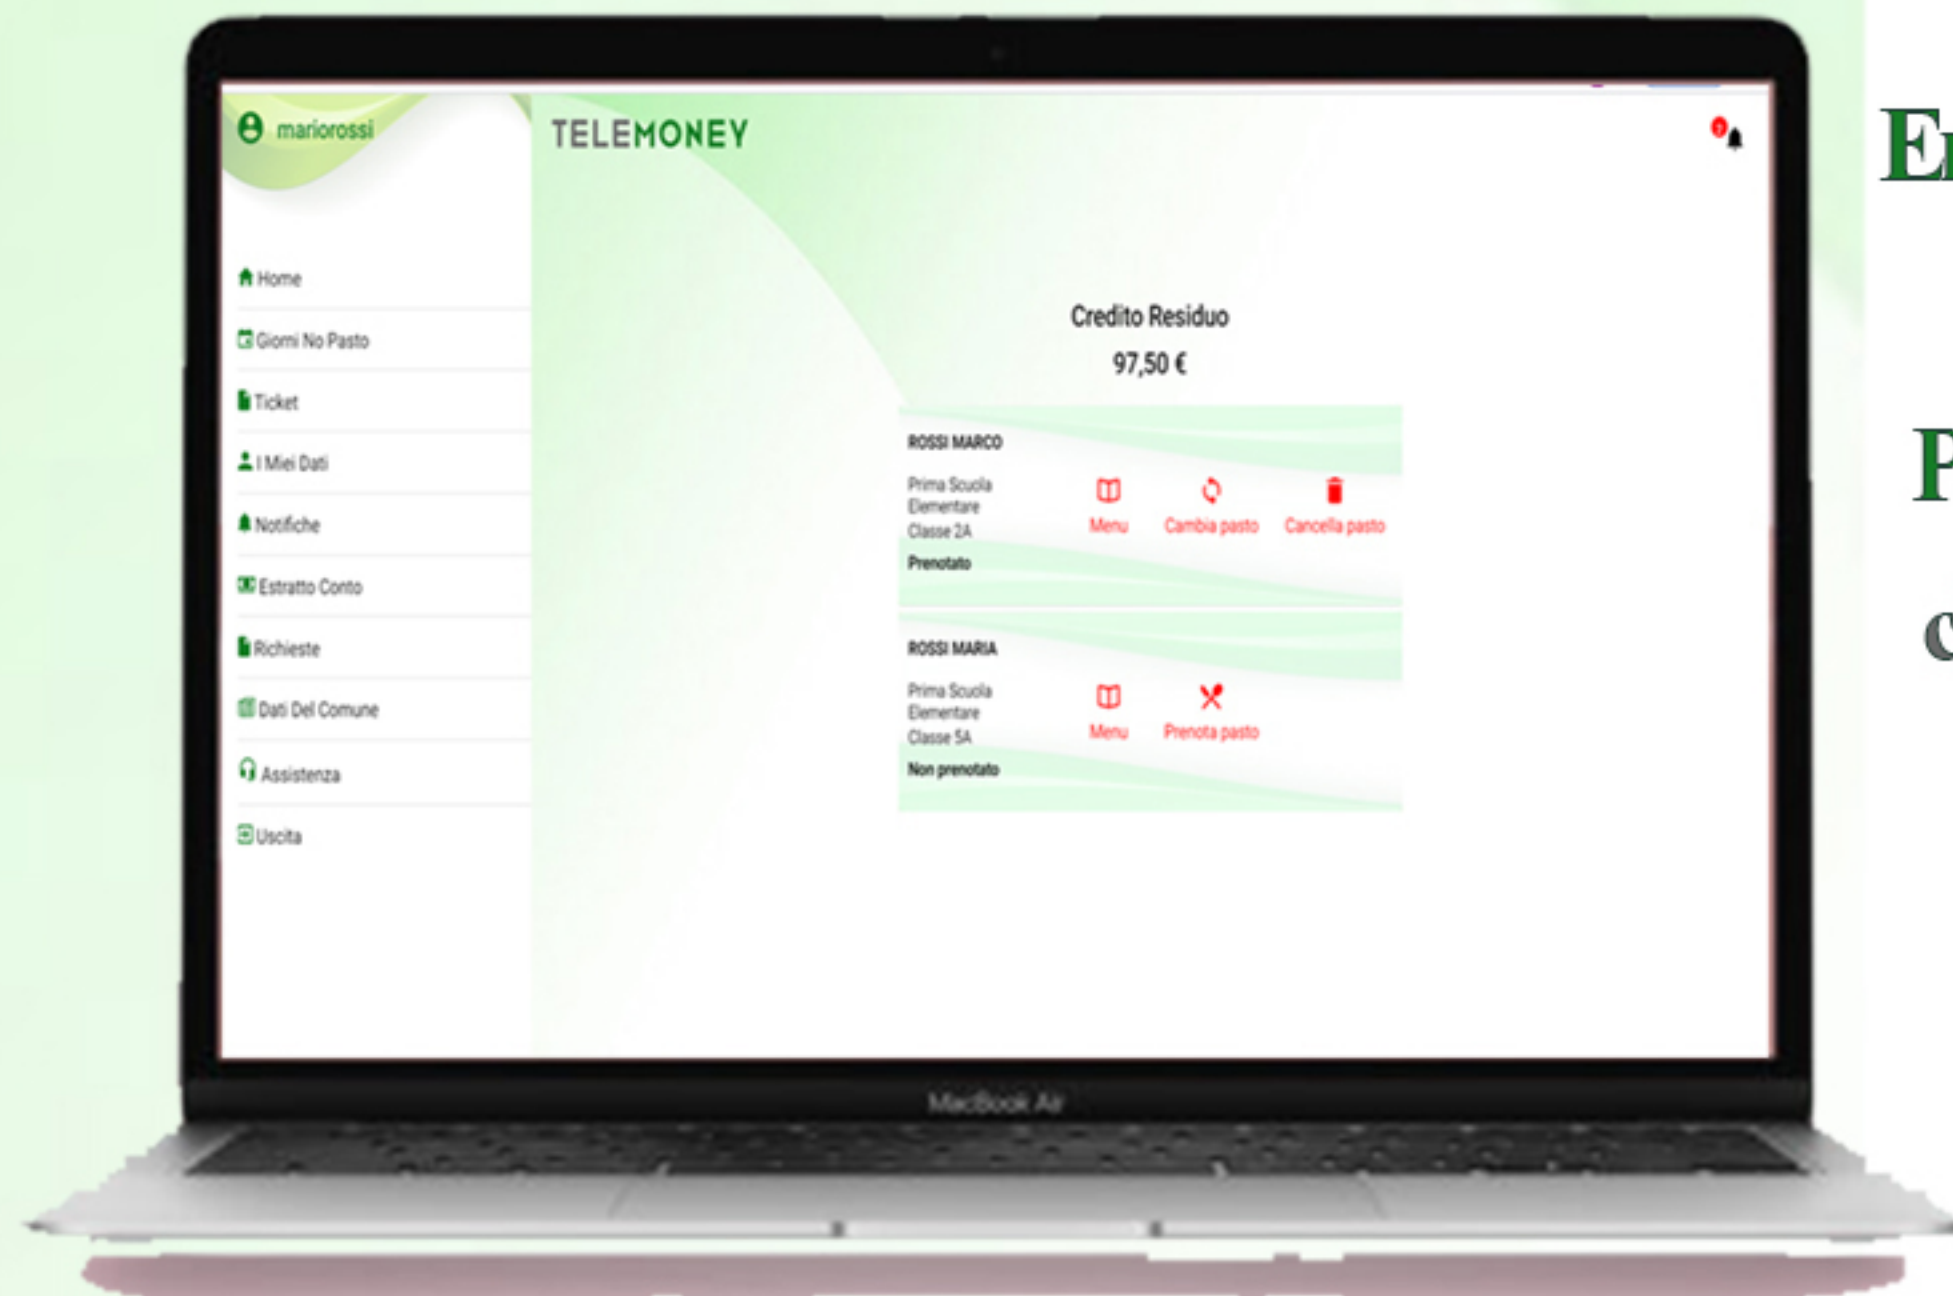 mariorossi
TELEMONEY
Home
Giorni No Pasto
Ticket
I Miei Dati
Notifiche
Estratto Conto
Richieste
Dati Del Comune
Assistenza
Uscita
Credito Residuo
97,50 €
ROSSI MARCO
Prima Scuola
Elementare
Classe 2A
Prenotato
Menu
Cambia pasto
Cancella pasto
ROSSI MARIA
Prima Scuola
Elementare
Classe 5A
Non prenotato
Menu
Prenota pasto
MacBook Air
P